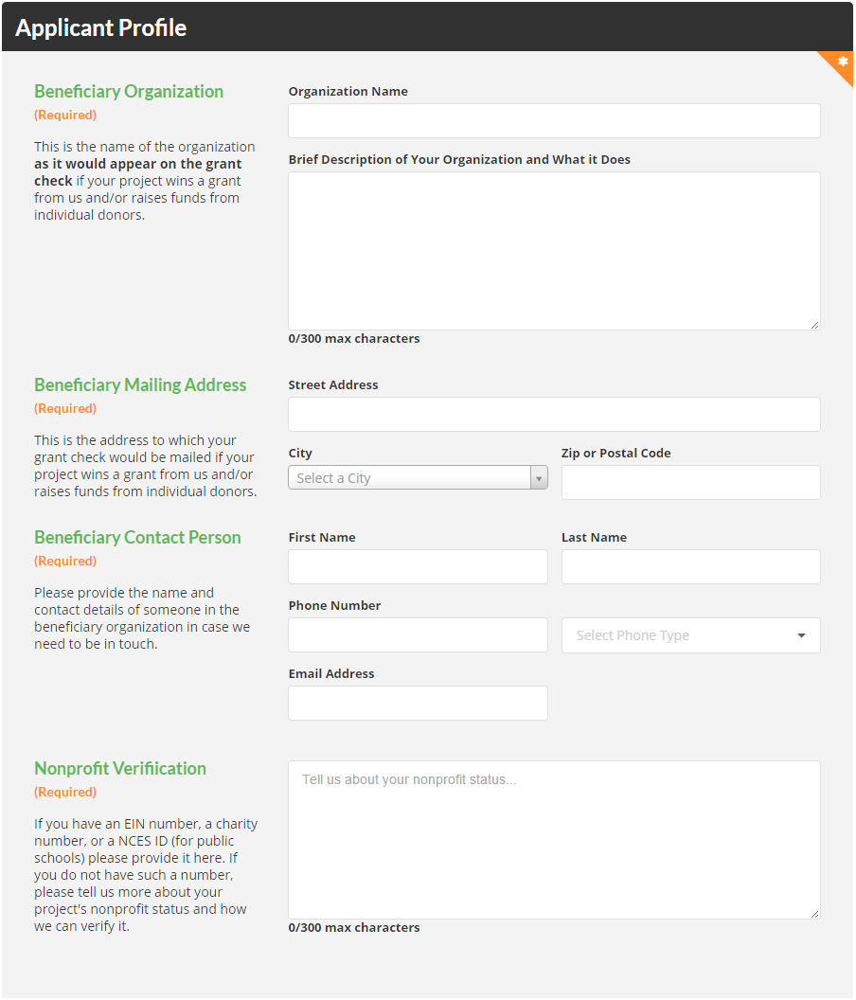 Applicant Profile
*
Beneficiary Organization
(Required)
This is the name of the organization
as it would appear on the grant
check if your project wins a grant
from us and/or raises funds from
individual donors.
Organization Name
Brief Description of Your Organization and What it Does
0/300 max characters
Beneficiary Mailing Address
(Required)
This is the address to which your
grant check would be mailed if your
project wins a grant from us and/or
raises funds from individual donors.
Street Address
City
Select a City
Zip or Postal Code
Beneficiary Contact Person
(Required)
Please provide the name and
contact details of someone in the
beneficiary organization in case we
need to be in touch.
First Name
Last Name
Phone Number
Select Phone Type
Email Address
Nonprofit Verifiication
(Required)
If you have an EIN number, a charity
number, or a NCES ID (for public
schools) please provide it here. If
you do not have such a number,
please tell us more about your
project's nonprofit status and how
we can verify it.
Tell us about your nonprofit status...
0/300 max characters